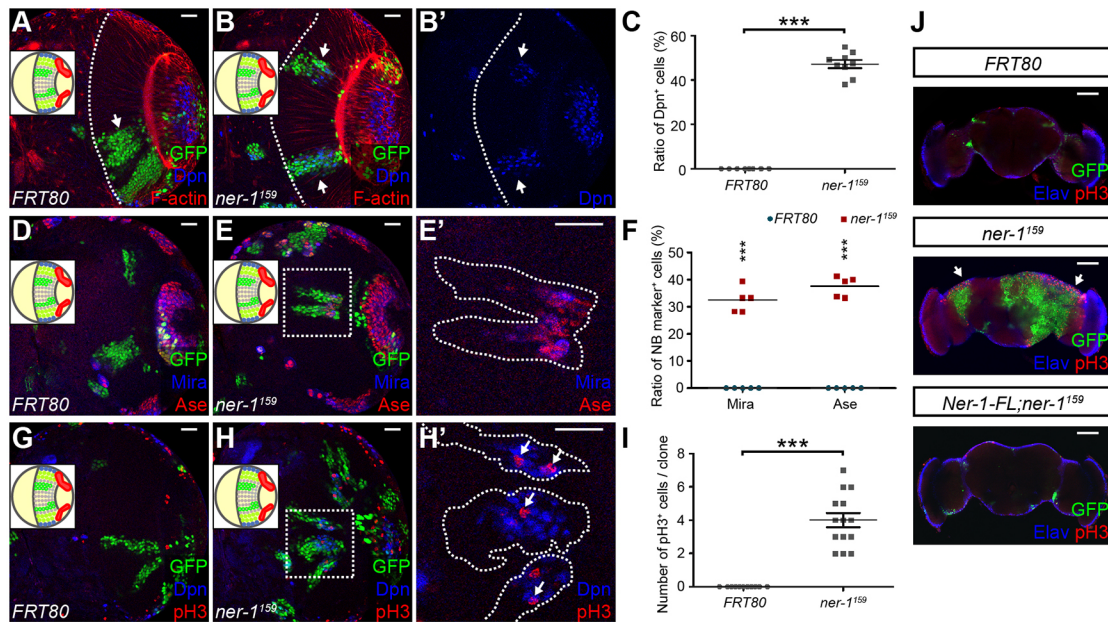 A
GFP
Dpn
F-actin
FRT80
B
GFP
Dpn
F-actin
ner-1¹⁵⁹
B'
Dpn
C
Ratio of Dpn⁺ cells (%)
60
40
20
0
***
FRT80
ner-1¹⁵⁹
D
GFP
Mira
Ase
FRT80
E
GFP
Mira
Ase
ner-1¹⁵⁹
E'
Mira
Ase
F
FRT80
ner-1¹⁵⁹
Ratio of NB marker⁺ cells (%)
50
40
30
20
10
0
***
***
Mira
Ase
G
GFP
Dpn
pH3
FRT80
H
GFP
Dpn
pH3
ner-1¹⁵⁹
H'
Dpn
pH3
I
Number of pH3⁺ cells / clone
8
6
4
2
0
***
FRT80
ner-1¹⁵⁹
J
FRT80
GFP
Elav pH3
ner-1¹⁵⁹
GFP
Elav pH3
Ner-1-FL;ner-1¹⁵⁹
GFP
Elav pH3